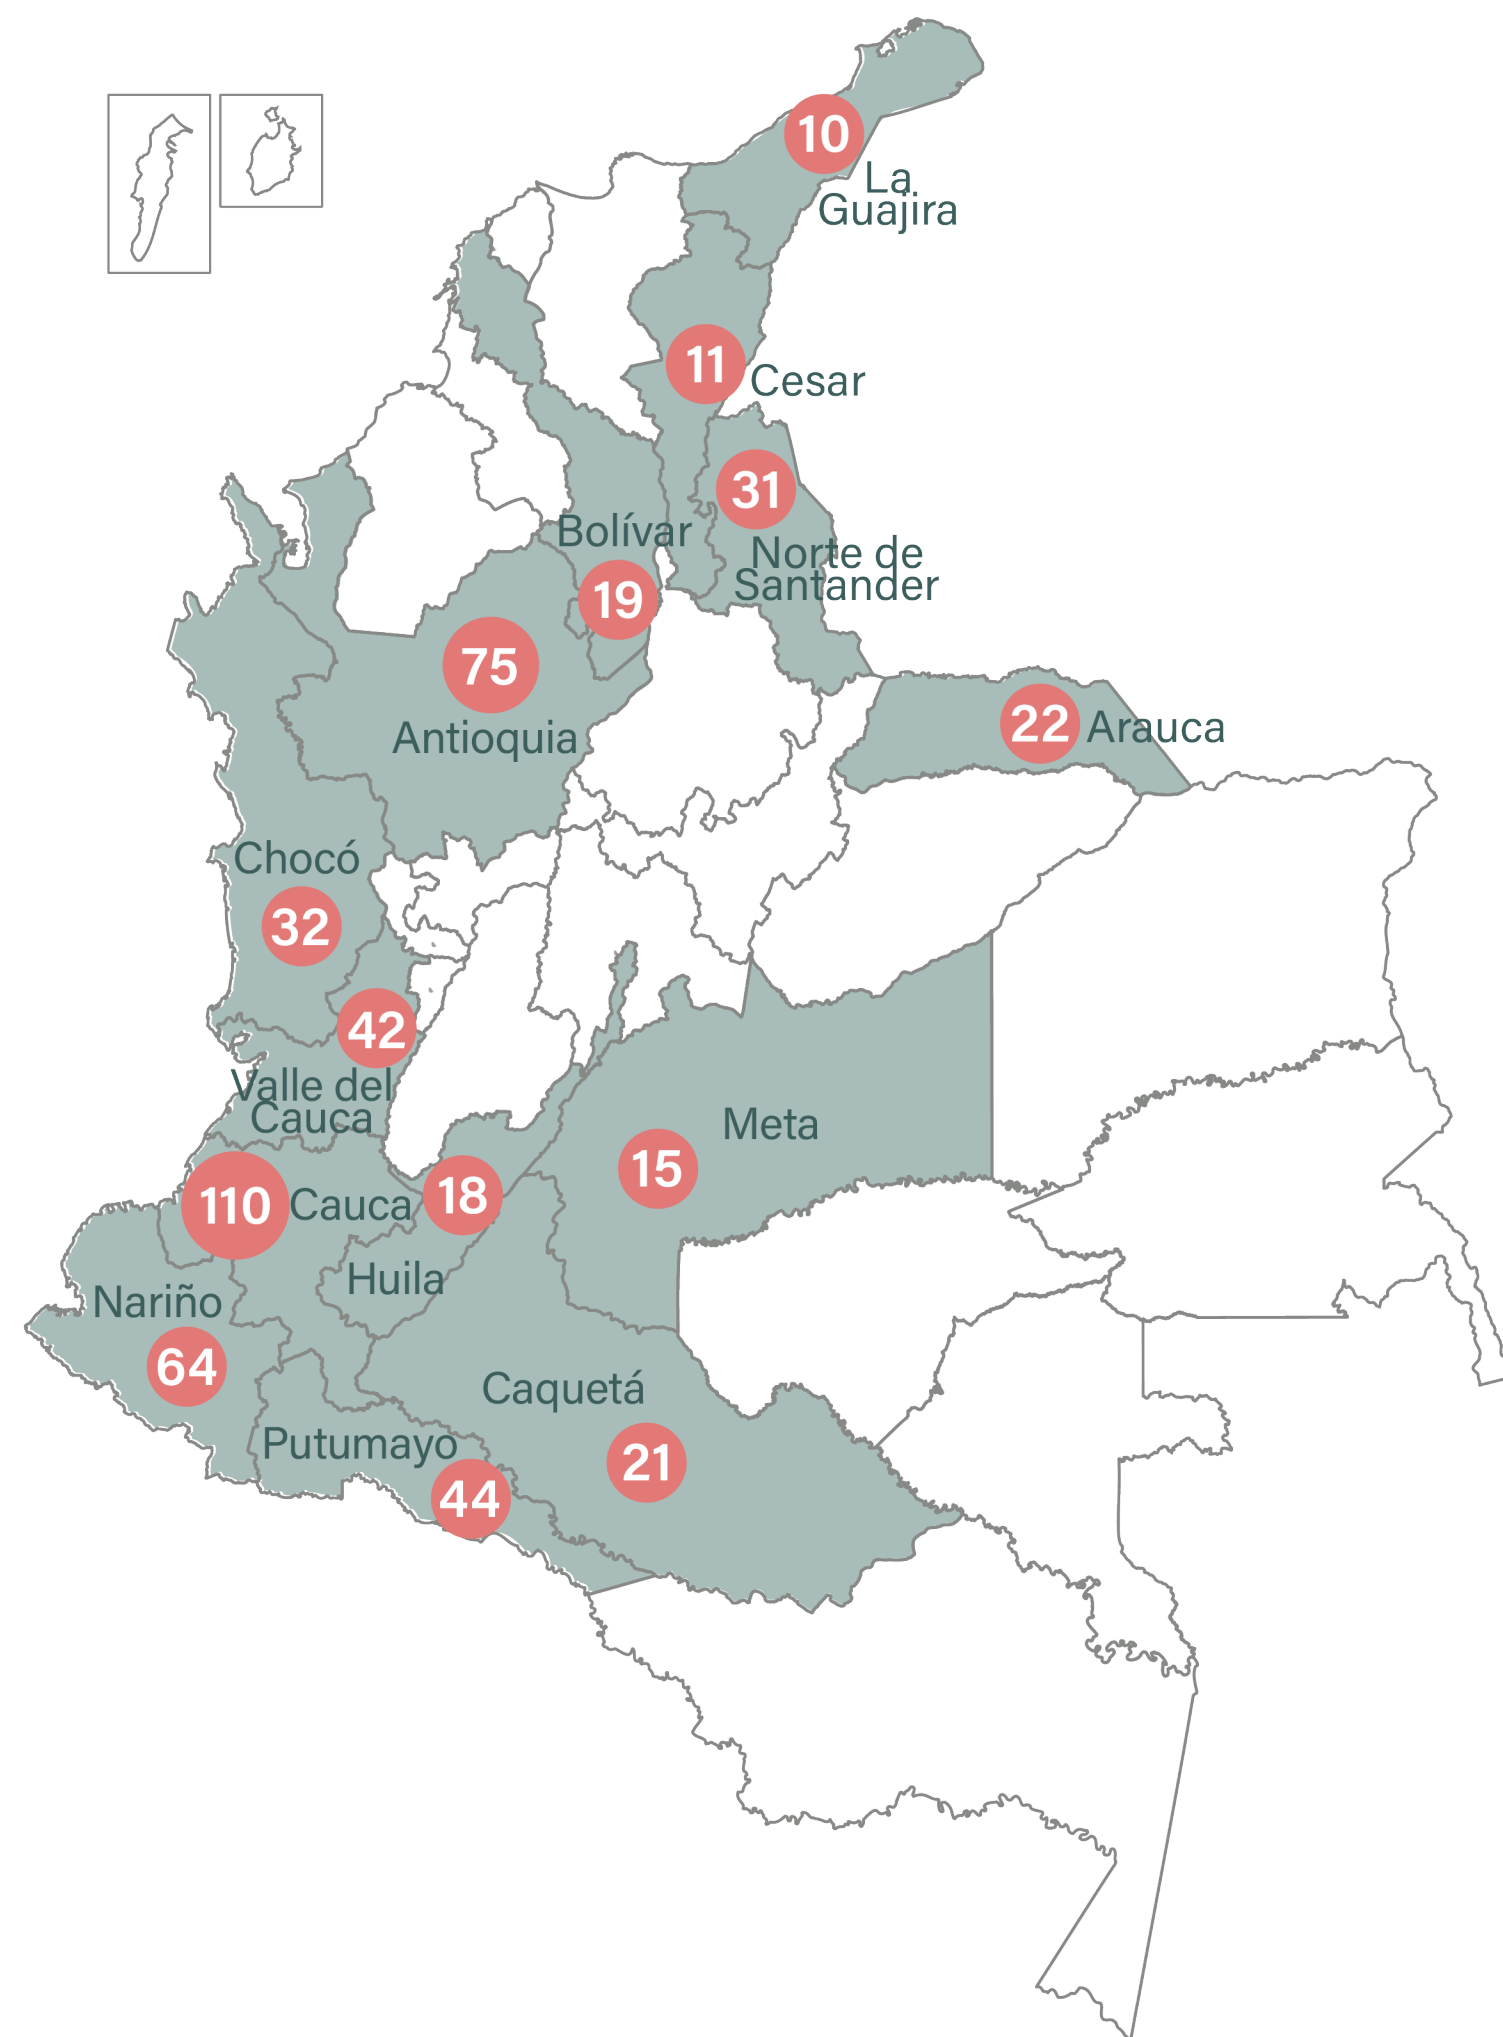 10
La
Guajira
11
Cesar
31
Norte de
Santander
Bolívar
19
75
Antioquia
22
Arauca
Chocó
32
42
Valle del
Cauca
Meta
15
110
Cauca
18
Huila
Nariño
64
Caquetá
21
Putumayo
44